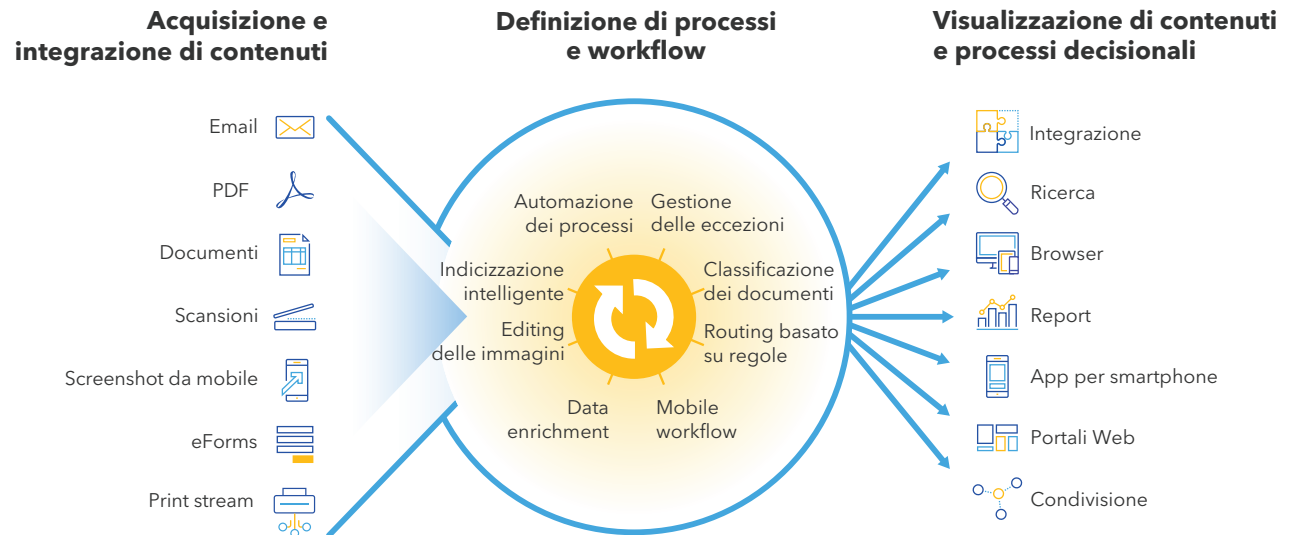 Acquisizione e
integrazione di contenuti
Email
PDF
Documenti
Scansioni
Screenshot da mobile
eForms
Print stream
Definizione di processi
e workflow
Automazione
dei processi
Gestione
delle eccezioni
Indicizzazione
intelligente
Classificazione
dei documenti
Editing
delle immagini
Routing basato
su regole
Data
enrichment
Mobile
workflow
Visualizzazione di contenuti
e processi decisionali
Integrazione
Ricerca
Browser
Report
App per smartphone
Portali Web
Condivisione